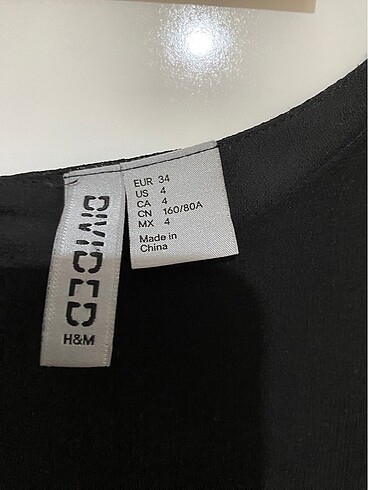 DIVIDED
H&M
EUR 34
US 4
CA 4
CN 160/80A
MX 4
Made in
China